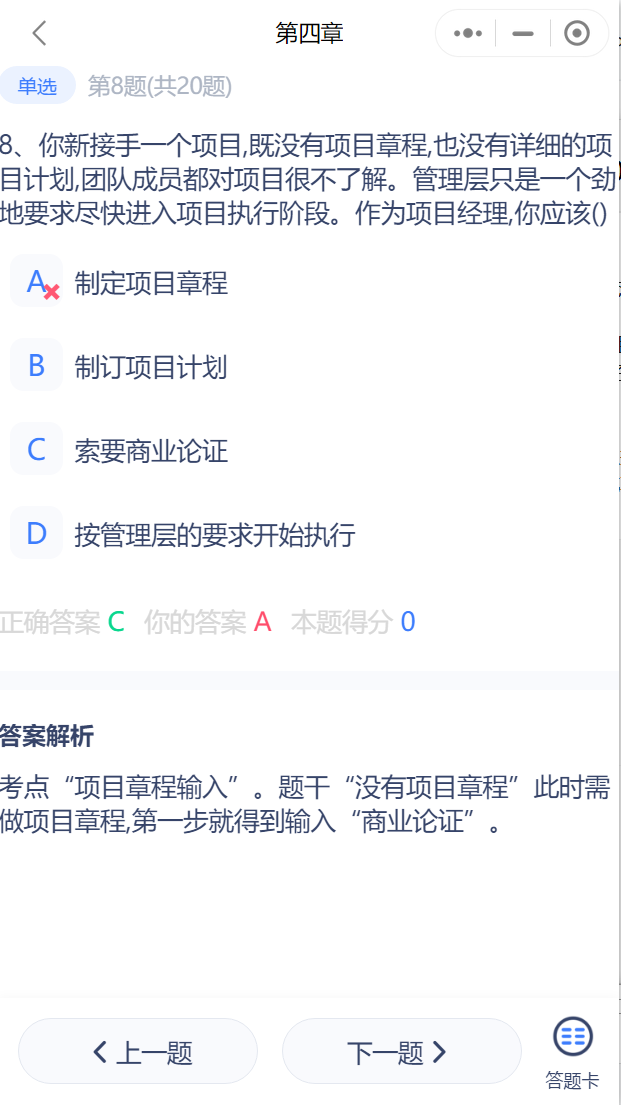 第四章
单选 第8题(共20题)
8、你新接手一个项目,既没有项目章程,也没有详细的项
目计划,团队成员都对项目很不了解。管理层只是一个劲
地要求尽快进入项目执行阶段。作为项目经理,你应该()
A 制定项目章程
B 制订项目计划
C 索要商业论证
D 按管理层的要求开始执行
正确答案 C 你的答案 A 本题得分 0
答案解析
考点“项目章程输入”。题干“没有项目章程”此时需
做项目章程,第一步就得到输入“商业论证”。
上一题 下一题
答题卡